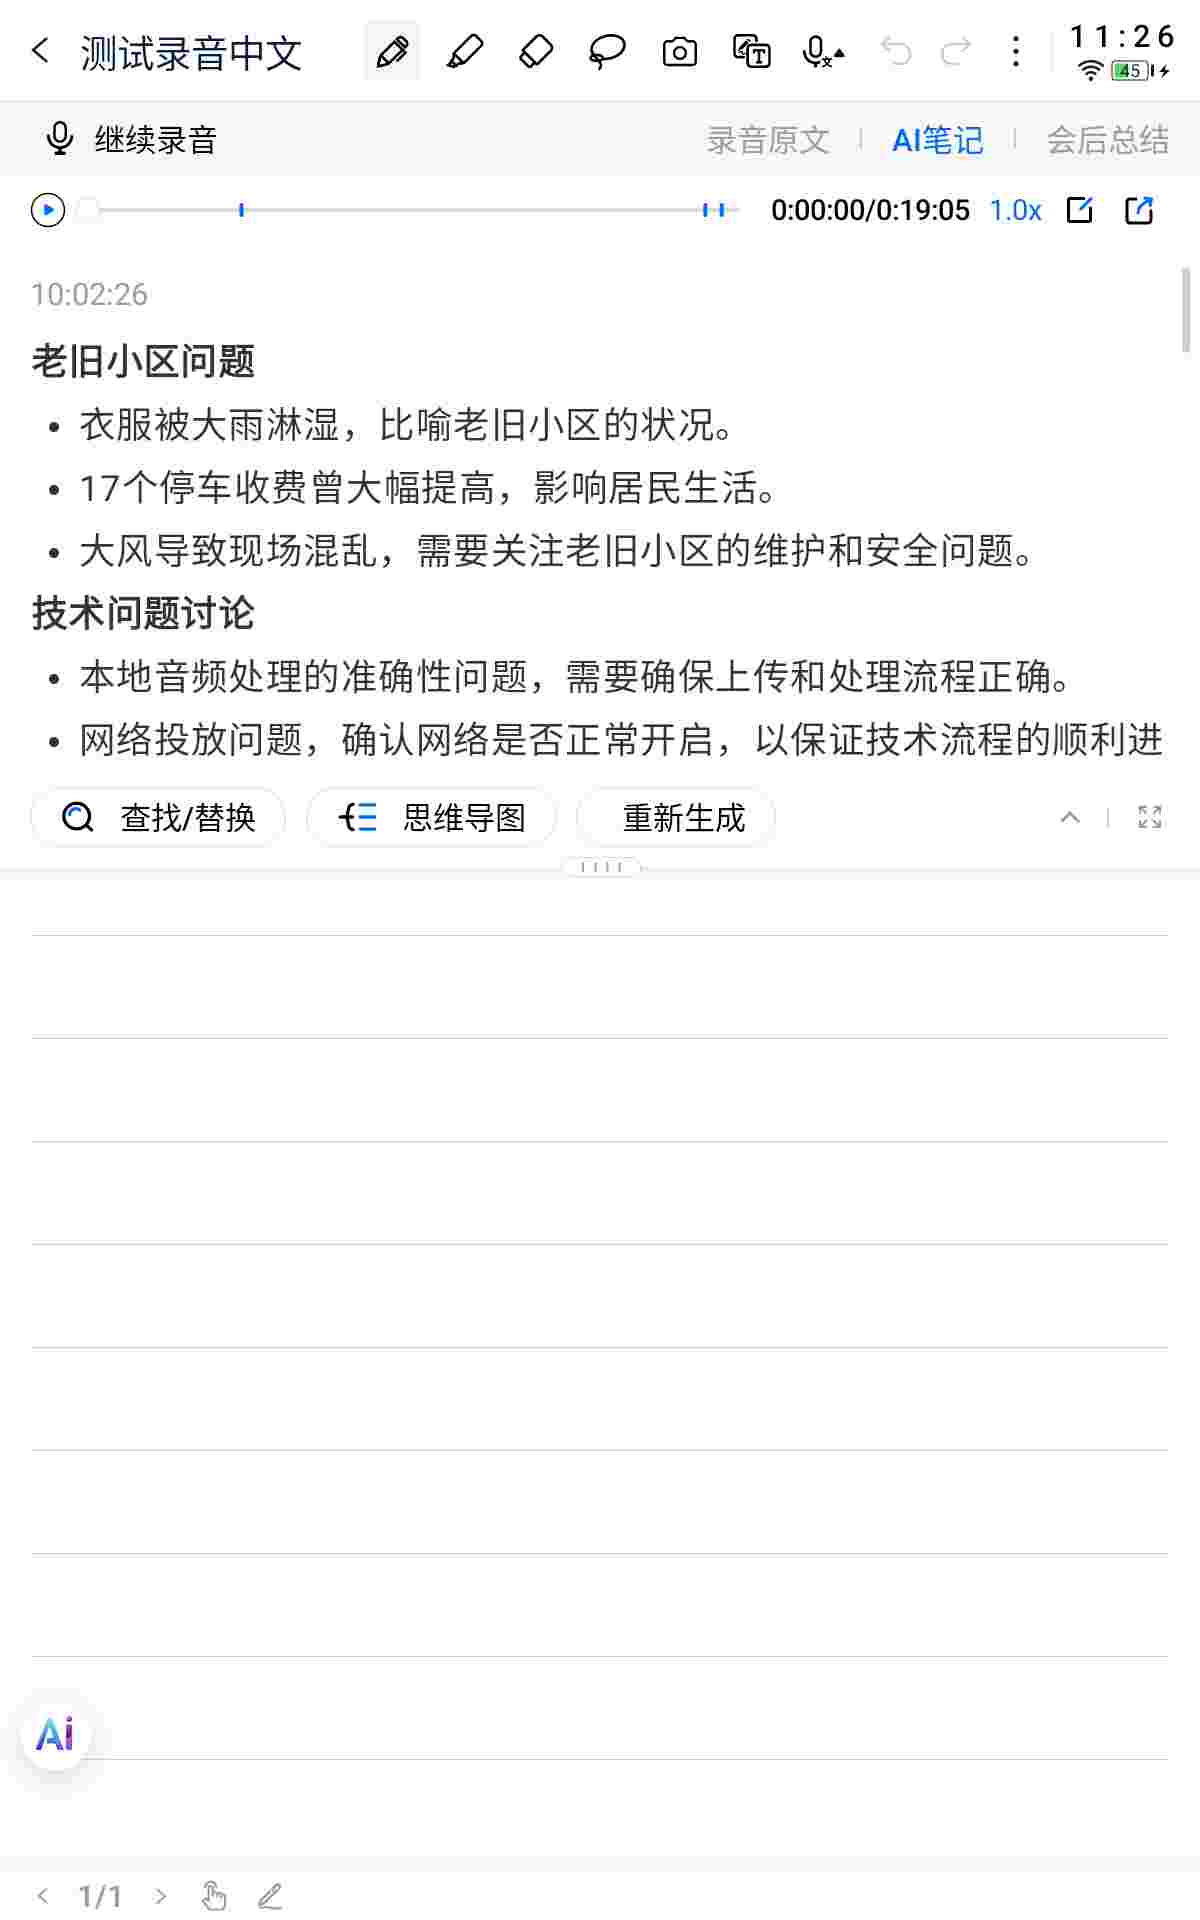 测试录音中文
11:26
45
继续录音
录音原文
AI笔记
会后总结
0:00:00/0:19:05
1.0x
10:02:26
老旧小区问题
• 衣服被大雨淋湿，比喻老旧小区的状况。
• 17个停车收费曾大幅提高，影响居民生活。
• 大风导致现场混乱，需要关注老旧小区的维护和安全问题。
技术问题讨论
• 本地音频处理的准确性问题，需要确保上传和处理流程正确。
• 网络投放问题，确认网络是否正常开启，以保证技术流程的顺利进
查找/替换
思维导图
重新生成
Ai
1/1